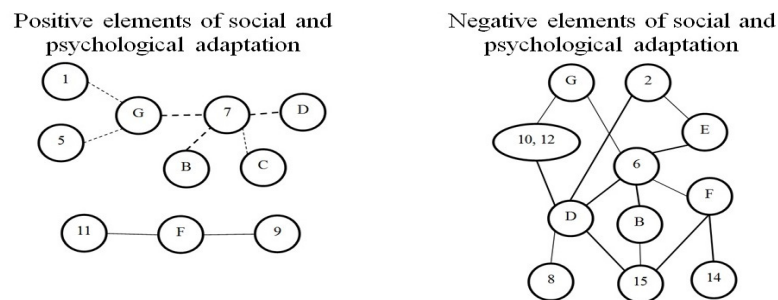 Positive elements of social and
psychological adaptation
1
G
7
D
5
B
C
11
F
9
Negative elements of social and
psychological adaptation
G
2
10, 12
E
6
F
D
B
8
15
14